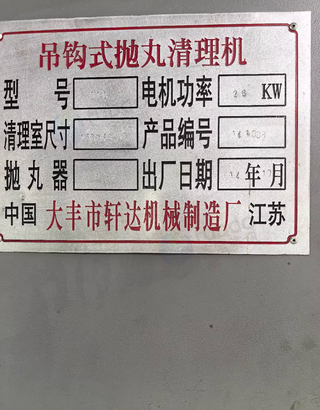 吊钩式抛丸清理机
型号 电机功率 KW
清理室尺寸 产品编号
抛丸器 出厂日期 年 月
中国 大丰市轩达机械制造厂 江苏